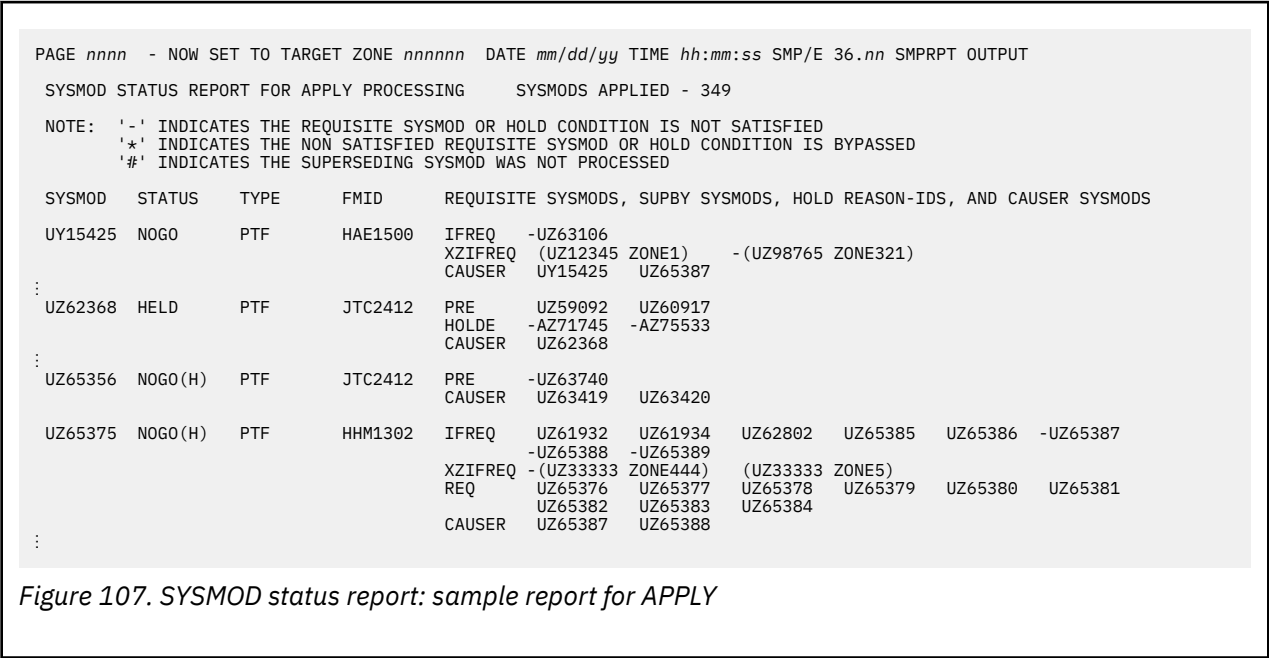 PAGE nnnn - NOW SET TO TARGET ZONE nnnnnn DATE mm/dd/yy TIME hh:mm:ss SMP/E 36.nn SMPRPT OUTPUT
SYSMOD STATUS REPORT FOR APPLY PROCESSING SYSMODS APPLIED - 349
NOTE: '-' INDICATES THE REQUISITE SYSMOD OR HOLD CONDITION IS NOT SATISFIED
'*' INDICATES THE NON SATISFIED REQUISITE SYSMOD OR HOLD CONDITION IS BYPASSED
'#' INDICATES THE SUPERSEDING SYSMOD WAS NOT PROCESSED
SYSMOD STATUS TYPE FMID REQUISITE SYSMODS, SUPBY SYSMODS, HOLD REASON-IDS, AND CAUSER SYSMODS
UY15425 NOGO PTF HAE1500 IFREQ -UZ63106
XZIFREQ (UZ12345 ZONE1) -(UZ98765 ZONE321)
CAUSER UY15425 UZ65387
⋮
UZ62368 HELD PTF JTC2412 PRE UZ59092 UZ60917
HOLDE -AZ71745 -AZ75533
CAUSER UZ62368
⋮
UZ65356 NOGO(H) PTF JTC2412 PRE -UZ63740
CAUSER UZ63419 UZ63420
UZ65375 NOGO(H) PTF HHM1302 IFREQ UZ61932 UZ61934 UZ62802 UZ65385 UZ65386 -UZ65387
-UZ65388 -UZ65389
XZIFREQ -(UZ33333 ZONE444) (UZ33333 ZONE5)
REQ UZ65376 UZ65377 UZ65378 UZ65379 UZ65380 UZ65381
UZ65382 UZ65383 UZ65384
CAUSER UZ65387 UZ65388
⋮
Figure 107. SYSMOD status report: sample report for APPLY